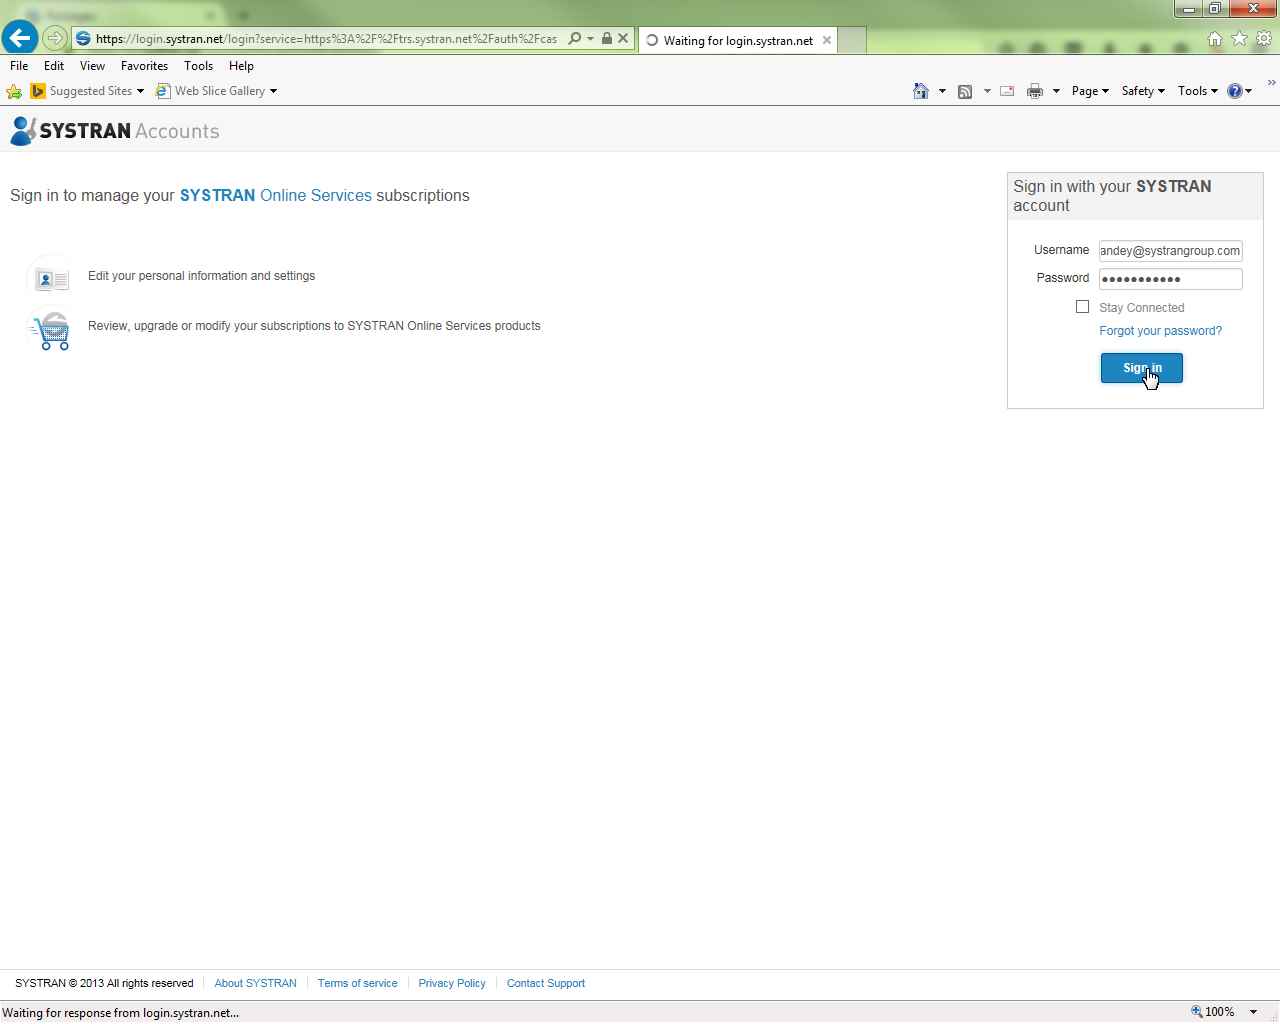 https://login.systran.net/login?service=https%3A%2F%2Ftrs.systran.net%2Fauth%2Fcas
Waiting for login.systran.net
File Edit View Favorites Tools Help
Suggested Sites Web Slice Gallery Page Safety Tools
SYSTRAN Accounts
Sign in to manage your SYSTRAN Online Services subscriptions
Edit your personal information and settings
Review, upgrade or modify your subscriptions to SYSTRAN Online Services products
Sign in with your SYSTRAN
account
Username andey@systrangroup.com
Password
Stay Connected
Forgot your password?
Sign in
SYSTRAN © 2013 All rights reserved About SYSTRAN Terms of service Privacy Policy Contact Support
Waiting for response from login.systran.net... 100%